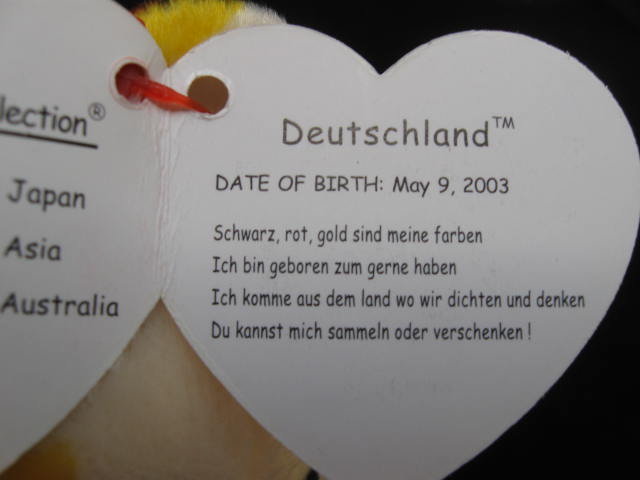 lection®
Japan
Asia
Australia
Deutschland™
DATE OF BIRTH: May 9, 2003
Schwarz, rot, gold sind meine farben
Ich bin geboren zum gerne haben
Ich komme aus dem land wo wir dichten und denken
Du kannst mich sammeln oder verschenken !